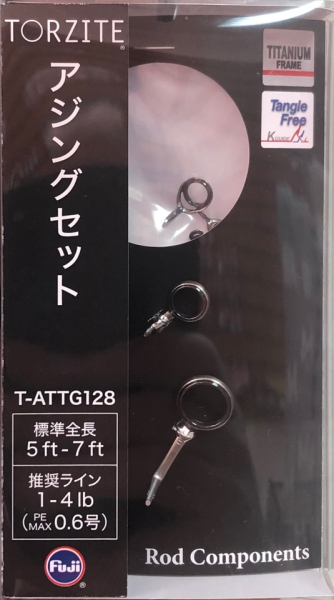 TORZITE®
アジングセット
T-ATTG128
標準全長
5ft-7ft
推奨ライン
1-4lb
(PE MAX 0.6号)
Fuji®
TITANIUM
FRAME
Tangle
Free
Rod Components